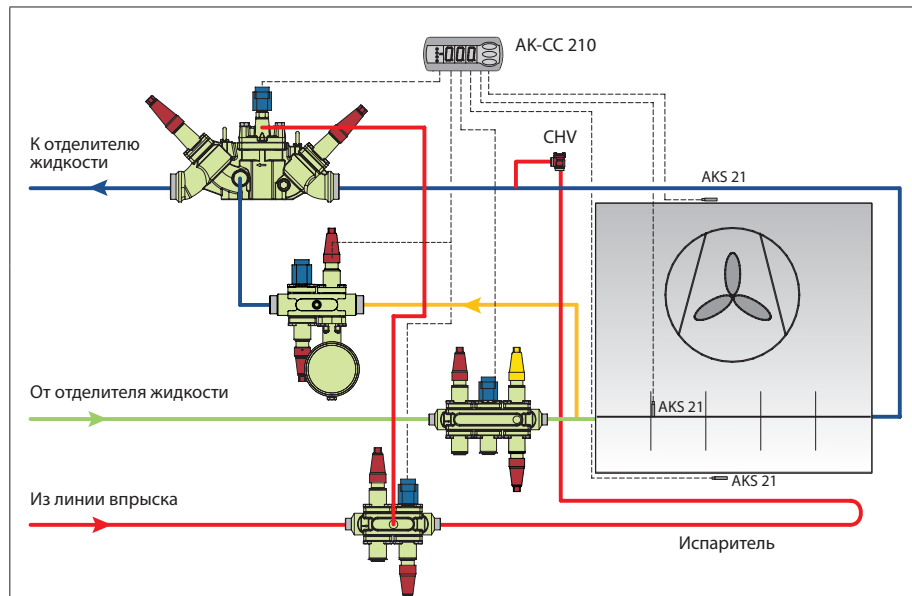 AK-CC 210
К отделителю
жидкости
CHV
AKS 21
От отделителя жидкости
AKS 21
AKS 21
Из линии впрыска
Испаритель